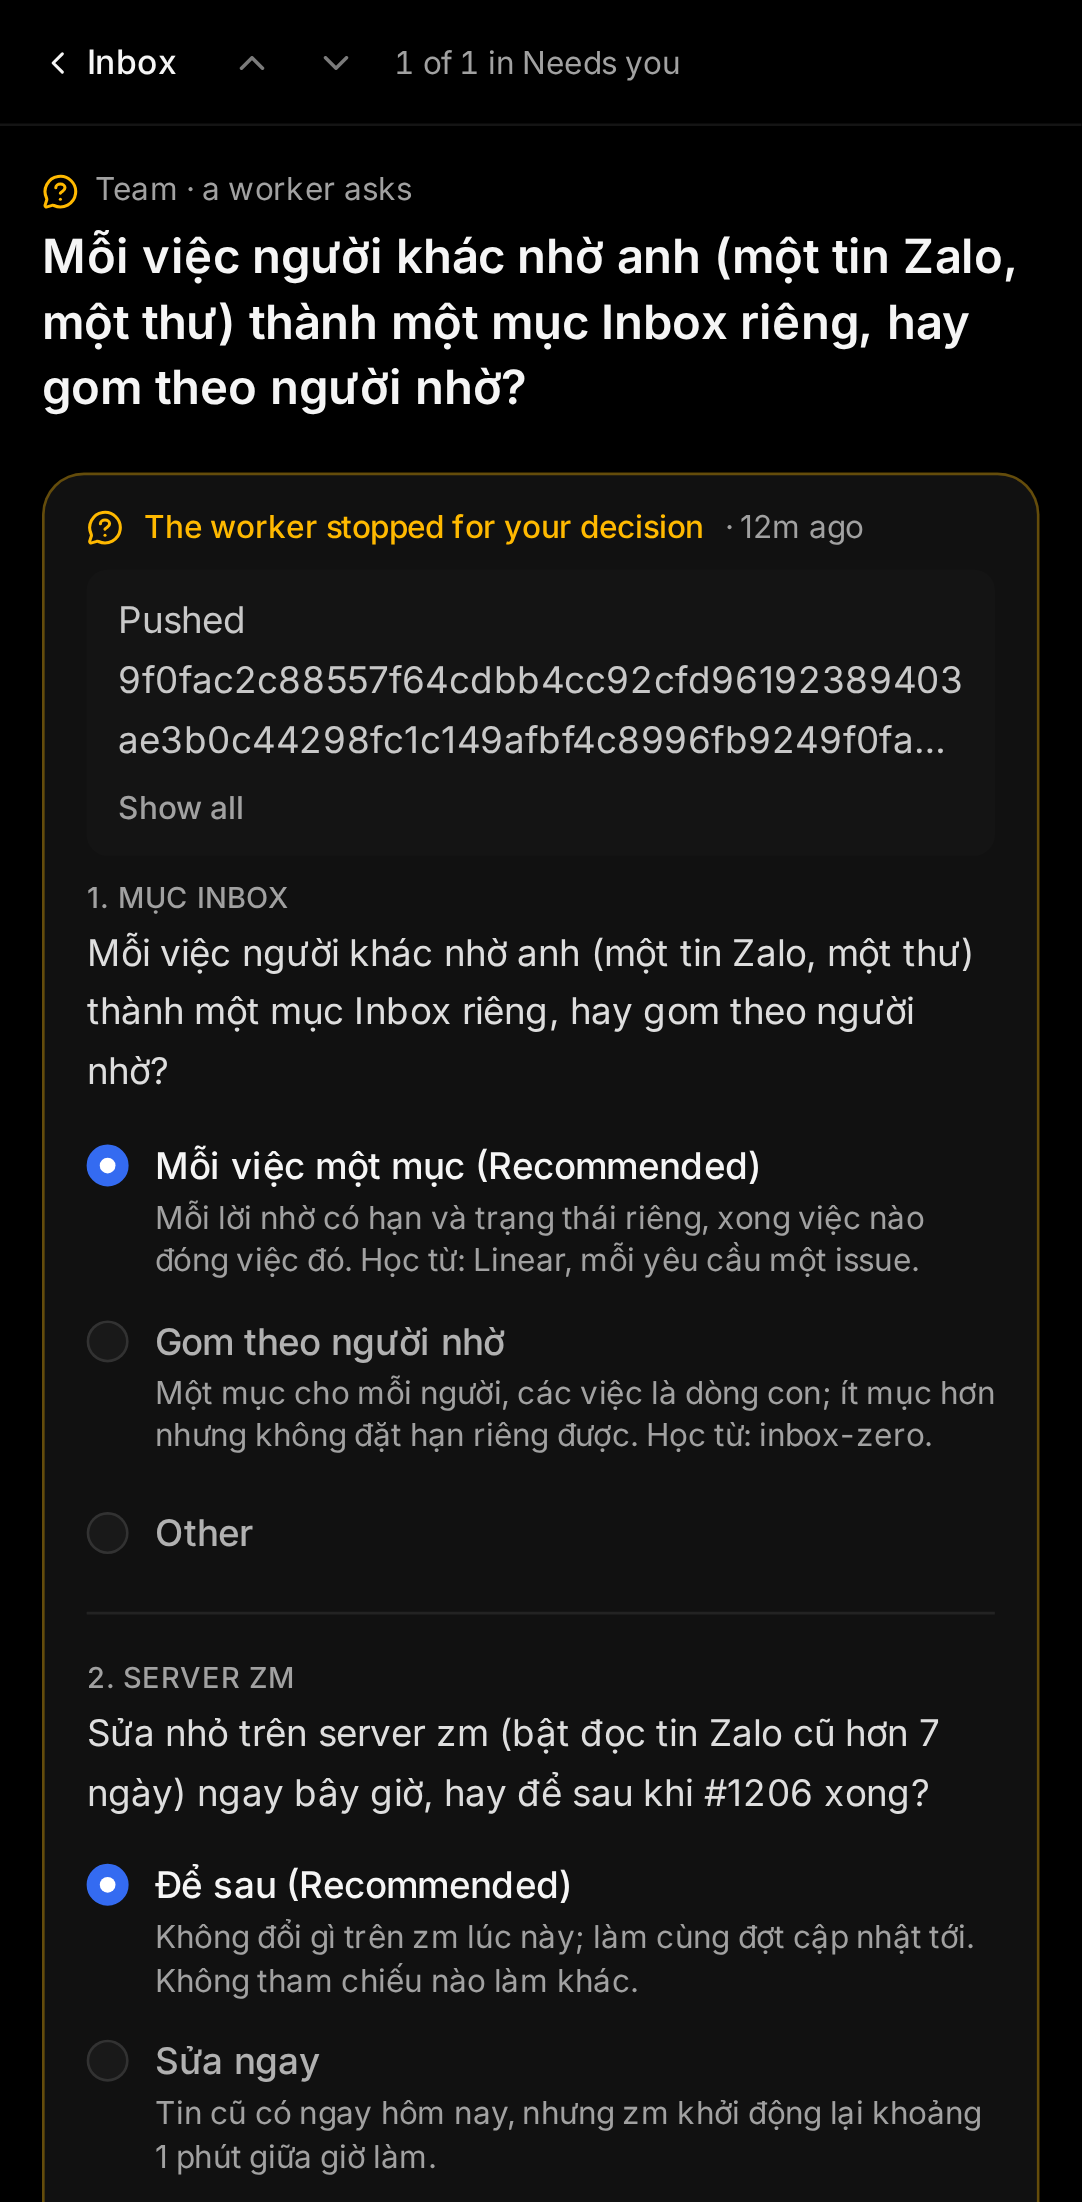 Inbox
1 of 1 in Needs you
Team · a worker asks
Mỗi việc người khác nhờ anh (một tin Zalo,
một thư) thành một mục Inbox riêng, hay
gom theo người nhờ?
The worker stopped for your decision · 12m ago
Pushed
9f0fac2c88557f64cdbb4cc92cfd96192389403
ae3b0c44298fc1c149afbf4c8996fb9249f0fa...
Show all
1. MỤC INBOX
Mỗi việc người khác nhờ anh (một tin Zalo, một thư)
thành một mục Inbox riêng, hay gom theo người
nhờ?
Mỗi việc một mục (Recommended)
Mỗi lời nhờ có hạn và trạng thái riêng, xong việc nào
đóng việc đó. Học từ: Linear, mỗi yêu cầu một issue.
Gom theo người nhờ
Một mục cho mỗi người, các việc là dòng con; ít mục hơn
nhưng không đặt hạn riêng được. Học từ: inbox-zero.
Other
2. SERVER ZM
Sửa nhỏ trên server zm (bật đọc tin Zalo cũ hơn 7
ngày) ngay bây giờ, hay để sau khi #1206 xong?
Để sau (Recommended)
Không đổi gì trên zm lúc này; làm cùng đợt cập nhật tới.
Không tham chiếu nào làm khác.
Sửa ngay
Tin cũ có ngay hôm nay, nhưng zm khởi động lại khoảng
1 phút giữa giờ làm.